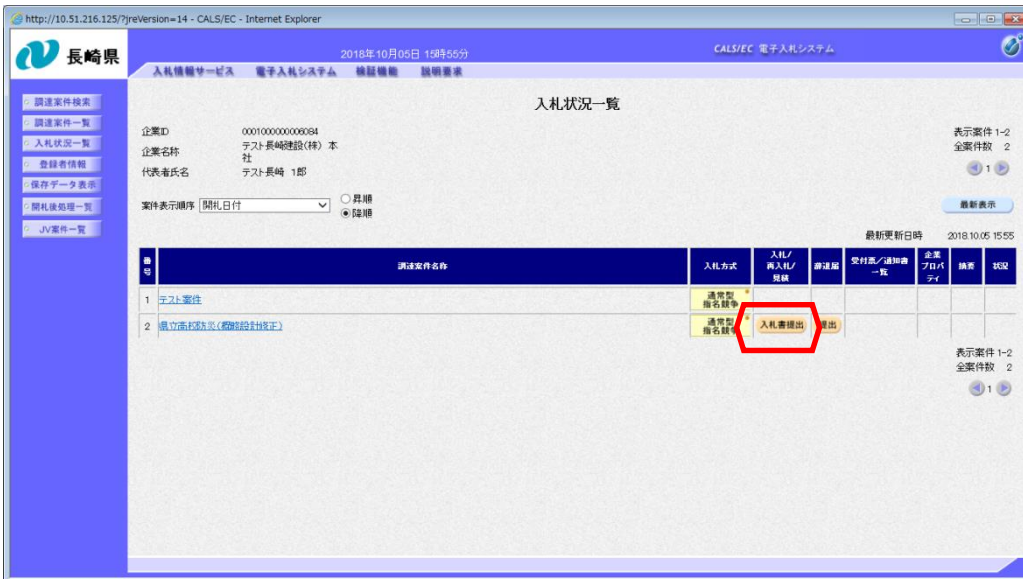 http://10.51.216.125/?jreVersion=14 - CALS/EC - Internet Explorer
長崎県
2018年10月05日 15時55分
CALS/EC 電子入札システム
入札情報サービス 電子入札システム 検証機能 説明要求
調達案件検索
調達案件一覧
入札状況一覧
登録者情報
保存データ表示
開札後処理一覧
JV案件一覧
入札状況一覧
企業ID 0001000000006084
企業名称 テスト長崎建設(株) 本
社
代表者氏名 テスト長崎 1郎
表示案件 1-2
全案件数 2
1
案件表示順序 開札日付
昇順
降順
最新表示
最新更新日時 2018.10.05 15:55
番号 調達案件名称 入札方式 入札/再入札/見積 辞退届 受付票/通知書一覧 企業プロパティ 摘要 状況
1 テスト案件 通常型指名競争
2 県立高校防災(概略設計修正) 通常型指名競争 入札書提出 提出
表示案件 1-2
全案件数 2
1